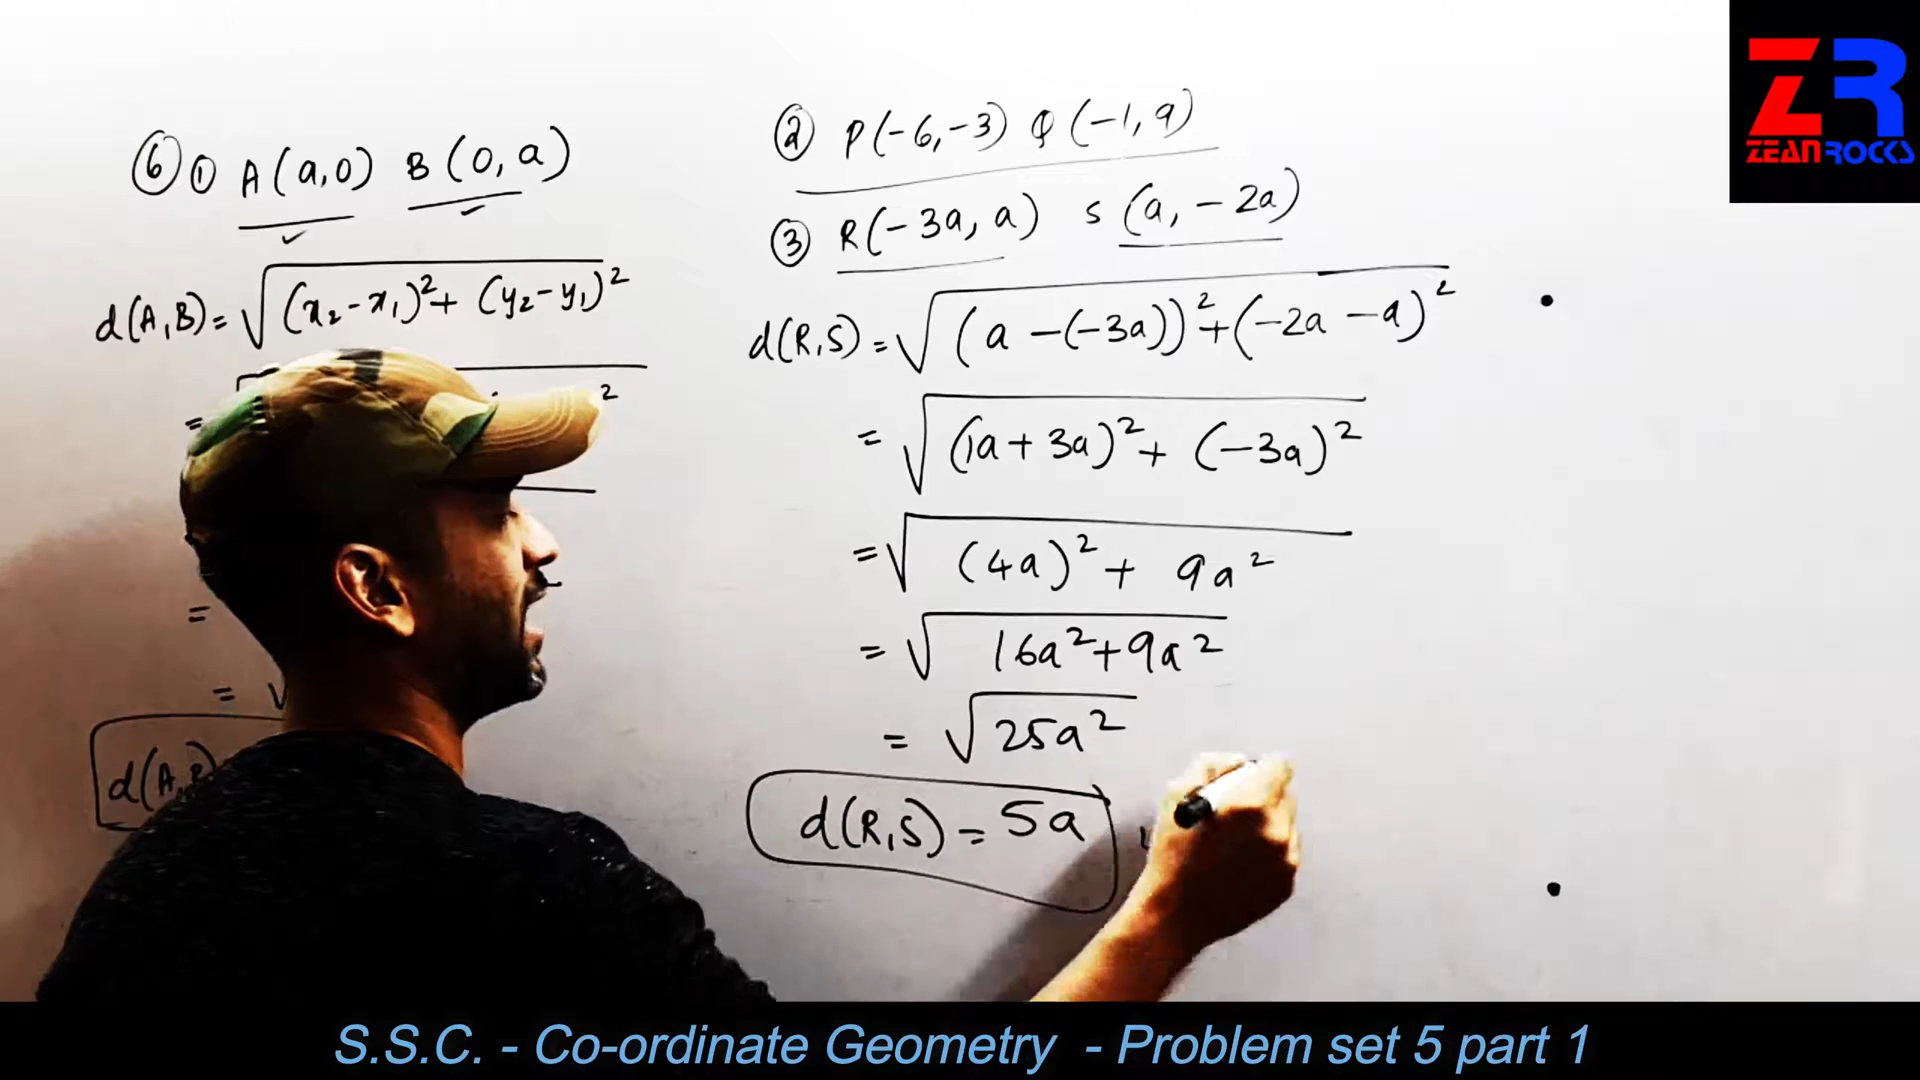 ⑥ ① A(a,0) B(0,a)
d(A,B)=√((x₂-x₁)²+(y₂-y₁)²)
=
²
=
= √
d(A,B)
② P(-6,-3) Q(-1,9)
③ R(-3a,a) S(a,-2a)
d(R,S)=√((a-(-3a))²+(-2a-a)²)
=√((1a+3a)²+(-3a)²)
=√((4a)²+9a²)
=√(16a²+9a²)
=√(25a²)
d(R,S)=5a
ZR
ZEAN ROCKS
S.S.C. - Co-ordinate Geometry - Problem set 5 part 1